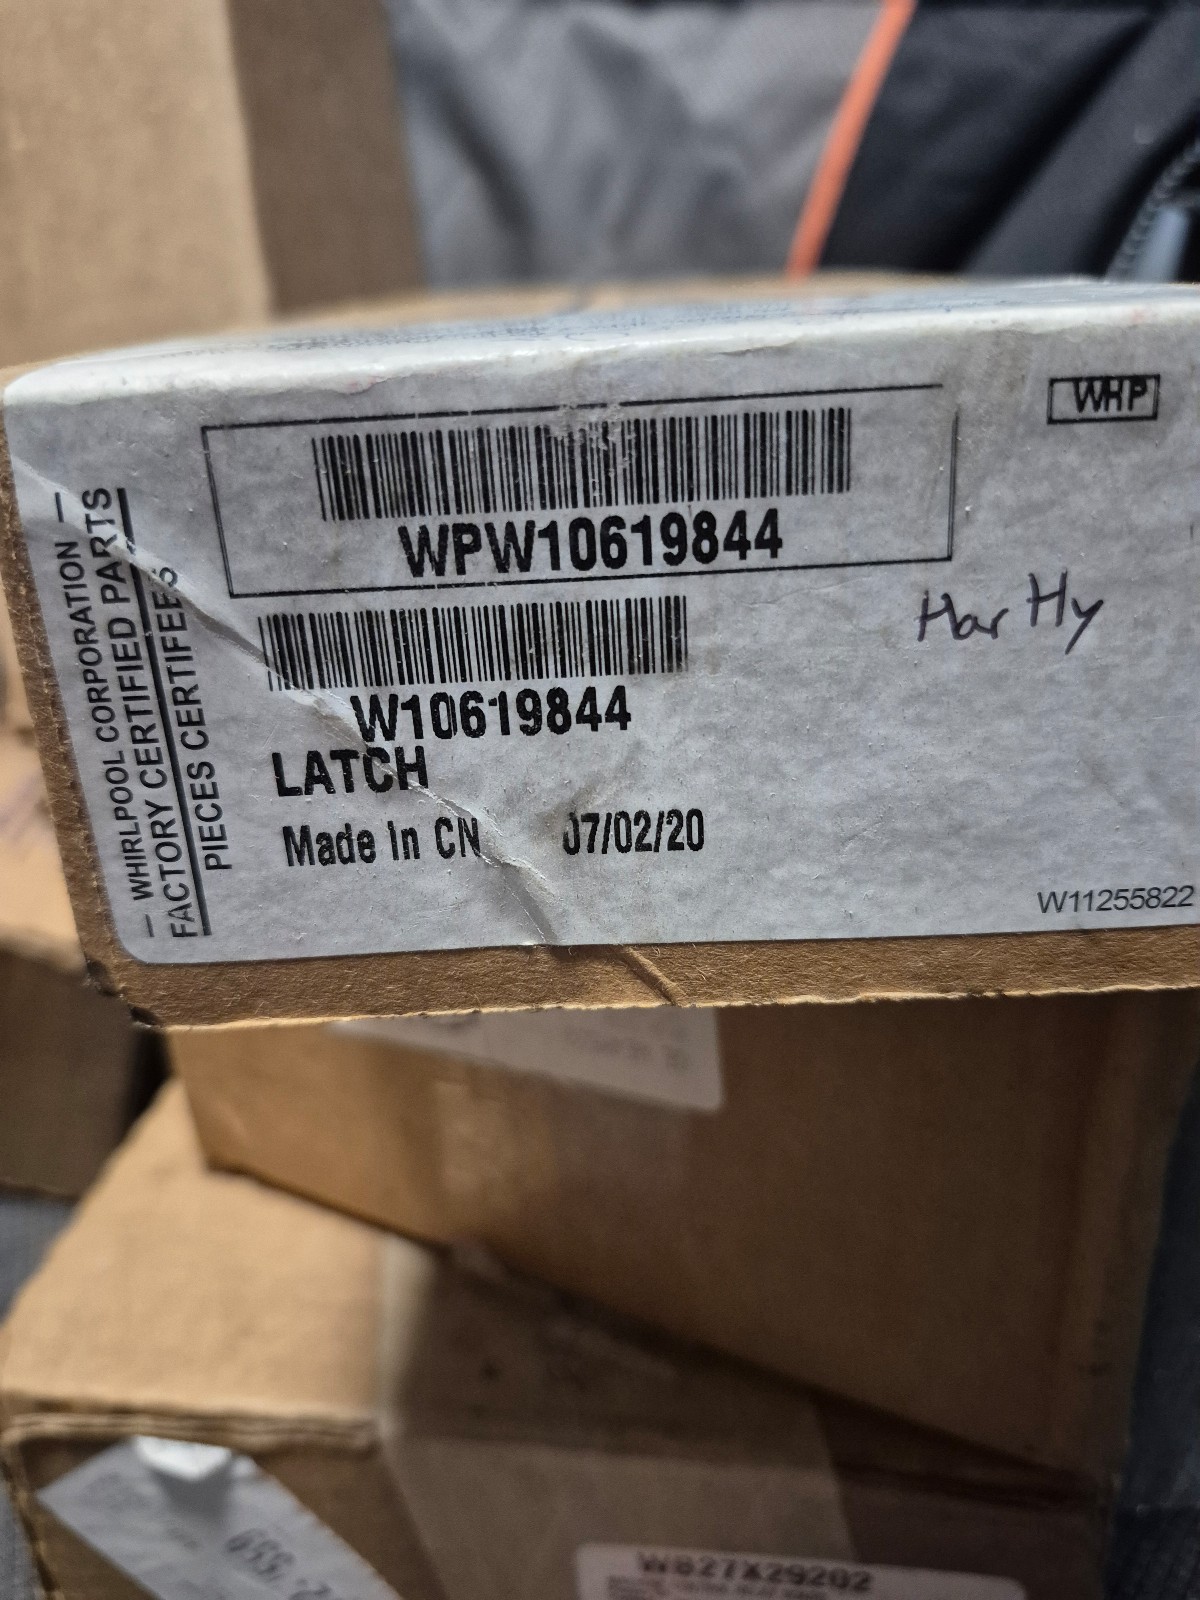 WHP
WPW10619844
Har Hy
W10619844
LATCH
Made In CN 07/02/20
W11255822
— WHIRLPOOL CORPORATION —
FACTORY CERTIFIED PARTS
PIECES CERTIFEES
WB27X29202